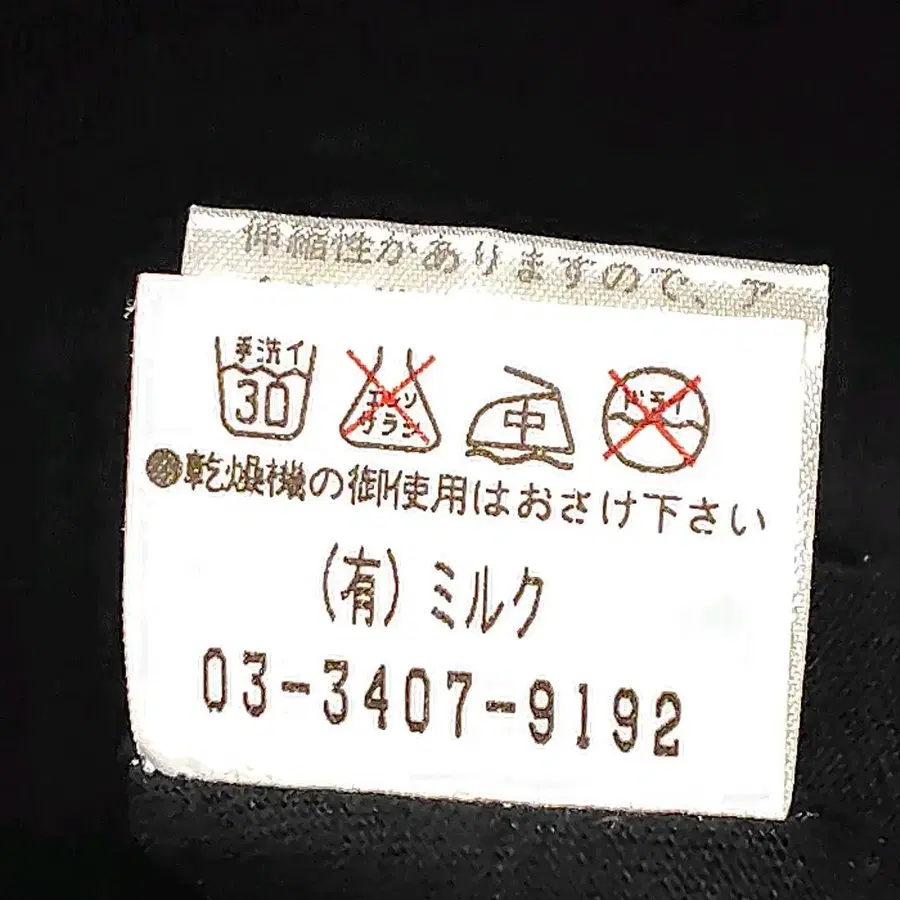 伸縮性がありますので、ア
手洗イ
30
エンソ
サラシ
中
ドライ
乾燥機の御使用はおさけ下さい
(有)ミルク
03-3407-9192